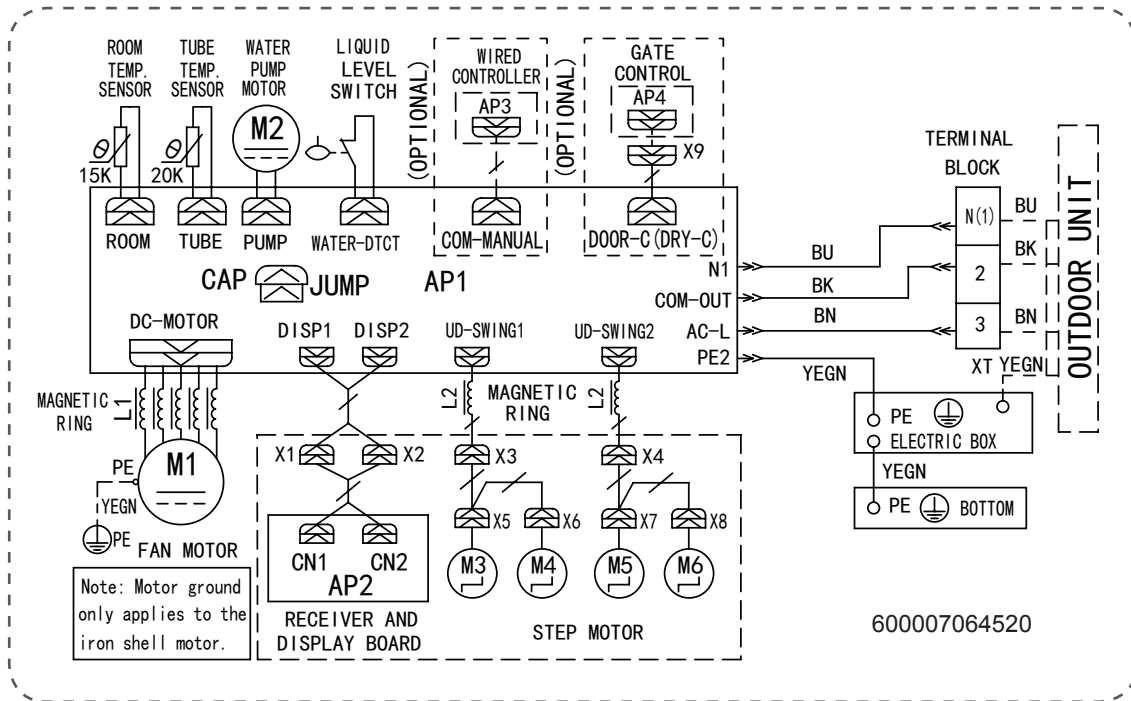 ROOM
TEMP.
SENSOR
TUBE
TEMP.
SENSOR
WATER
PUMP
MOTOR
LIQUID
LEVEL
SWITCH
(OPTIONAL)
WIRED
CONTROLLER
AP3
(OPTIONAL)
GATE
CONTROL
AP4
X9
θ
15K
θ
20K
M2
ROOM
TUBE
PUMP
WATER-DTCT
COM-MANUAL
DOOR-C(DRY-C)
CAP
JUMP
AP1
N1
COM-OUT
AC-L
PE2
BU
BK
BN
YEGN
TERMINAL
BLOCK
N(1)
2
3
XT
BU
BK
BN
YEGN
OUTDOOR UNIT
DC-MOTOR
DISP1
DISP2
UD-SWING1
UD-SWING2
MAGNETIC
RING
L1
L2
MAGNETIC
RING
L2
PE
M1
YEGN
PE
FAN MOTOR
X1
X2
X3
X4
X5
X6
X7
X8
CN1
CN2
AP2
M3
M4
M5
M6
RECEIVER AND
DISPLAY BOARD
STEP MOTOR
PE
ELECTRIC BOX
YEGN
PE
BOTTOM
Note: Motor ground
only applies to the
iron shell motor.
600007064520